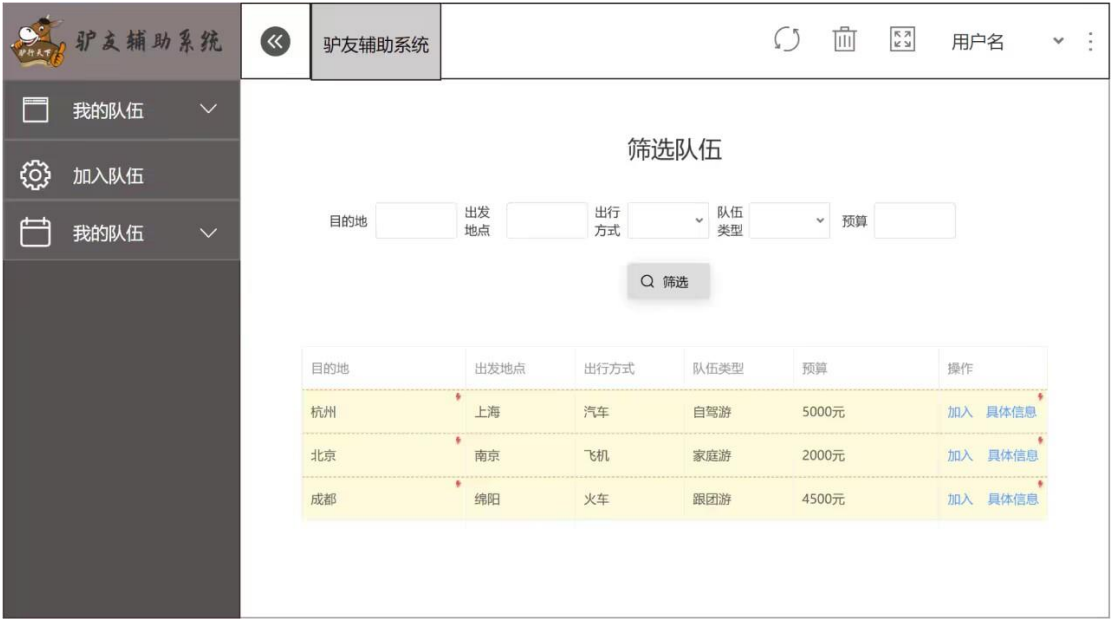 驴行天下
驴友辅助系统
驴友辅助系统
用户名
我的队伍
加入队伍
我的队伍
筛选队伍
目的地
出发
地点
出行
方式
队伍
类型
预算
筛选
目的地 出发地点 出行方式 队伍类型 预算 操作
杭州 上海 汽车 自驾游 5000元 加入 具体信息
北京 南京 飞机 家庭游 2000元 加入 具体信息
成都 绵阳 火车 跟团游 4500元 加入 具体信息